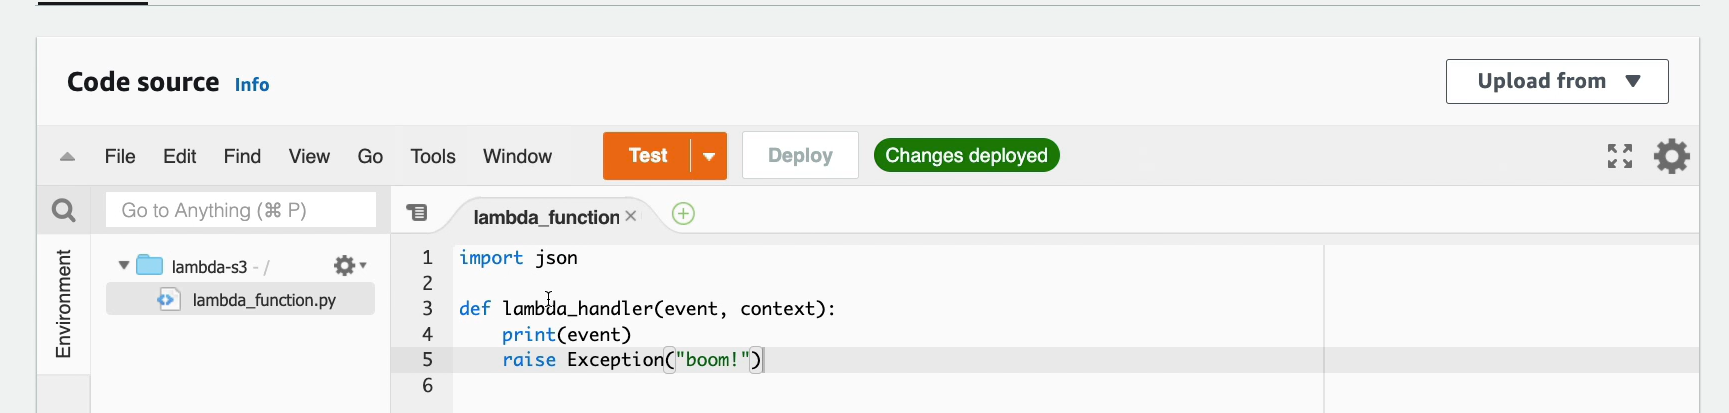 Code source Info
Upload from
File Edit Find View Go Tools Window Test Deploy Changes deployed
Go to Anything (⌘ P)
lambda_function
Environment
lambda-s3 - /
lambda_function.py
1 import json
2
3 def lambda_handler(event, context):
4     print(event)
5     raise Exception("boom!")
6